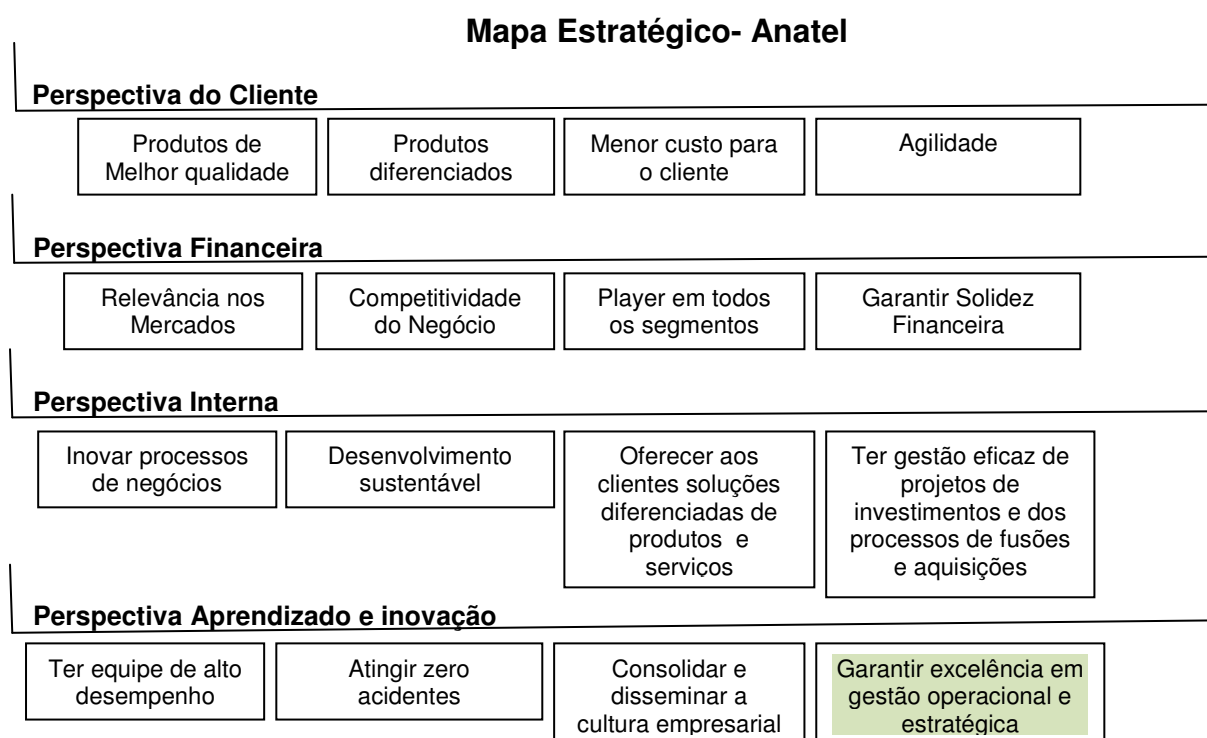 Mapa Estratégico- Anatel
Perspectiva do Cliente
Produtos de
Melhor qualidade
Produtos
diferenciados
Menor custo para
o cliente
Agilidade
Perspectiva Financeira
Relevância nos
Mercados
Competitividade
do Negócio
Player em todos
os segmentos
Garantir Solidez
Financeira
Perspectiva Interna
Inovar processos
de negócios
Desenvolvimento
sustentável
Oferecer aos
clientes soluções
diferenciadas de
produtos e
serviços
Ter gestão eficaz de
projetos de
investimentos e dos
processos de fusões
e aquisições
Perspectiva Aprendizado e inovação
Ter equipe de alto
desempenho
Atingir zero
acidentes
Consolidar e
disseminar a
cultura empresarial
Garantir excelência em
gestão operacional e
estratégica